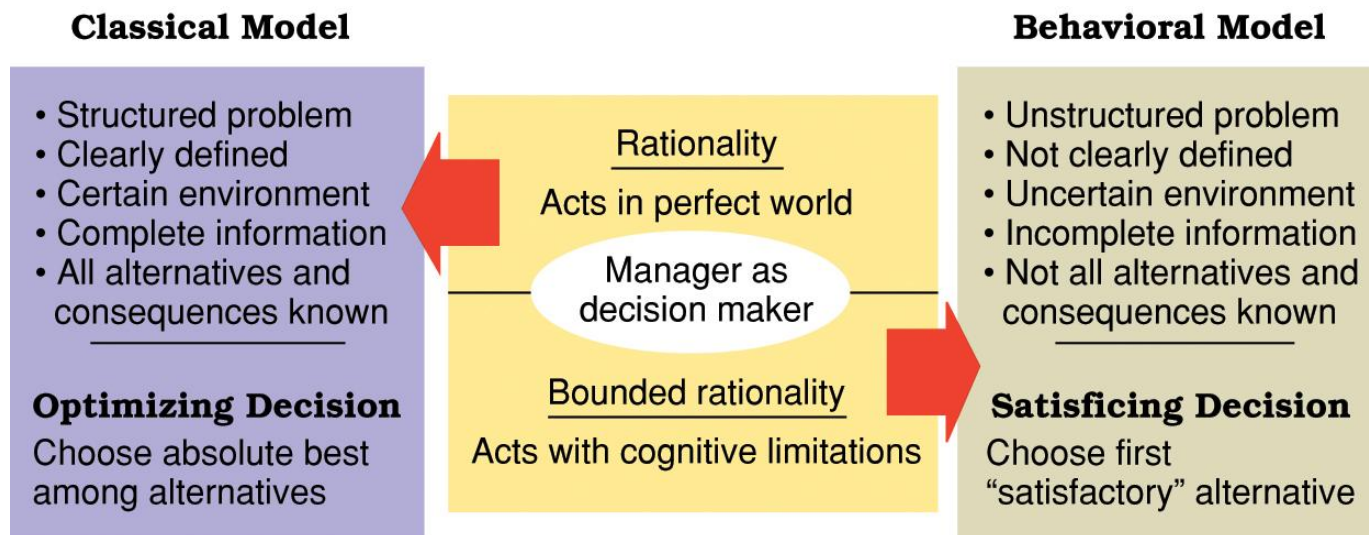 Classical Model
• Structured problem
• Clearly defined
• Certain environment
• Complete information
• All alternatives and
consequences known
Optimizing Decision
Choose absolute best
among alternatives
Rationality
Acts in perfect world
Manager as
decision maker
Bounded rationality
Acts with cognitive limitations
Behavioral Model
• Unstructured problem
• Not clearly defined
• Uncertain environment
• Incomplete information
• Not all alternatives and
consequences known
Satisficing Decision
Choose first
“satisfactory” alternative